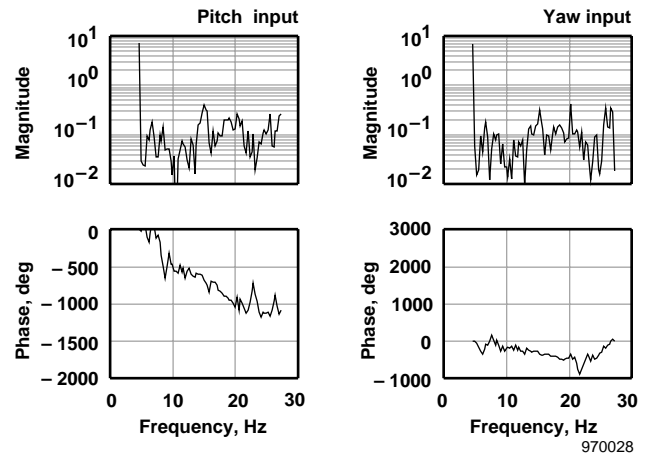 Pitch input
Yaw input
Magnitude
10^1
10^0
10^-1
10^-2
Magnitude
10^1
10^0
10^-1
10^-2
Phase, deg
0
– 500
– 1000
– 1500
– 2000
0 10 20 30
Frequency, Hz
Phase, deg
3000
2000
1000
0
– 1000
0 10 20 30
Frequency, Hz
970028